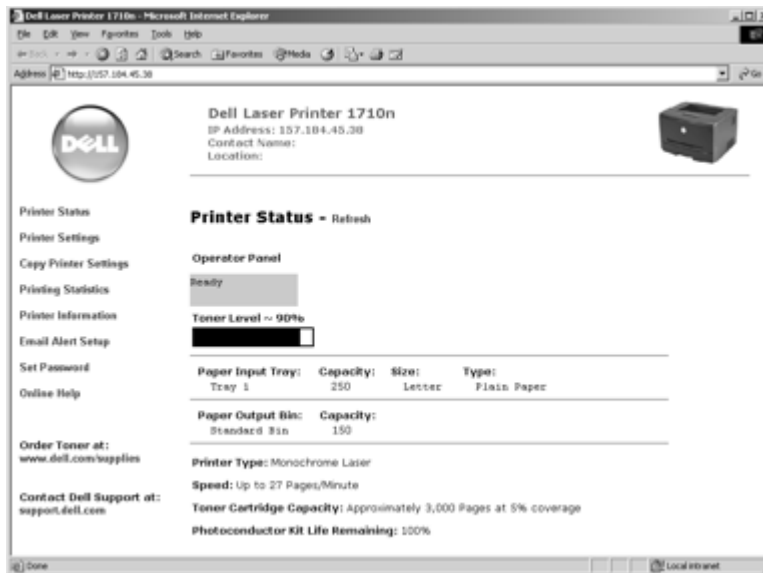 Dell Laser Printer 1710n - Microsoft Internet Explorer
File Edit View Favorites Tools Help
Back Search Favorites Media
Address http://157.184.45.38 Go
DELL
Dell Laser Printer 1710n
IP Address: 157.184.45.38
Contact Name:
Location:
Printer Status
Printer Settings
Copy Printer Settings
Printing Statistics
Printer Information
Email Alert Setup
Set Password
Online Help
Order Toner at:
www.dell.com/supplies
Contact Dell Support at:
support.dell.com
Printer Status - Refresh
Operator Panel
Ready
Toner Level ~ 90%
Paper Input Tray: Capacity: Size: Type:
Tray 1 250 Letter Plain Paper
Paper Output Bin: Capacity:
Standard Bin 150
Printer Type: Monochrome Laser
Speed: Up to 27 Pages/Minute
Toner Cartridge Capacity: Approximately 3,000 Pages at 5% coverage
Photoconductor Kit Life Remaining: 100%
Done Local intranet